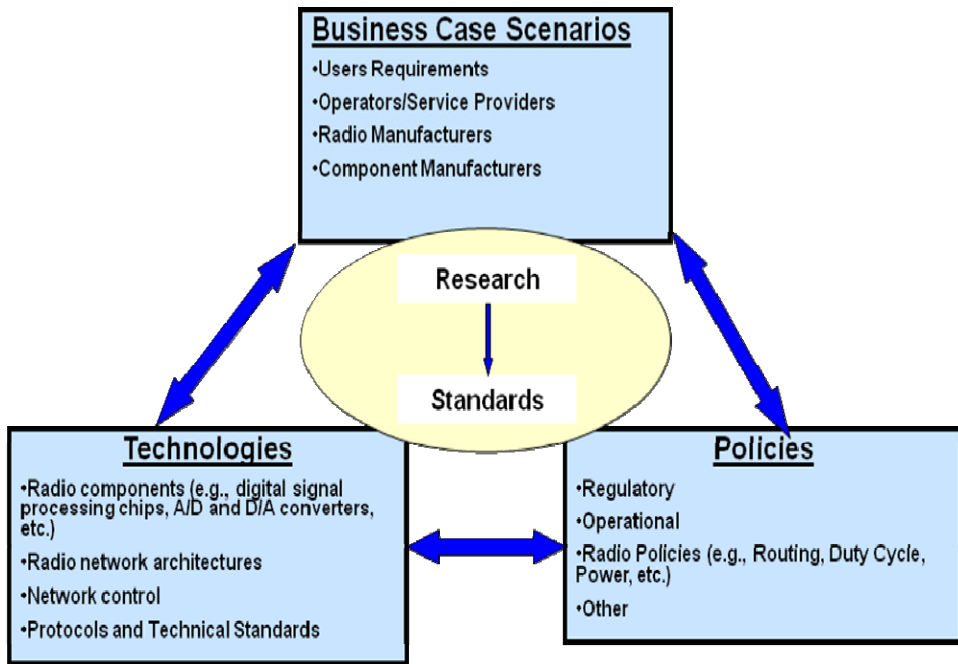 Business Case Scenarios
•Users Requirements
•Operators/Service Providers
•Radio Manufacturers
•Component Manufacturers
Research
Standards
Technologies
•Radio components (e.g., digital signal
processing chips, A/D and D/A converters,
etc.)
•Radio network architectures
•Network control
•Protocols and Technical Standards
Policies
•Regulatory
•Operational
•Radio Policies (e.g., Routing, Duty Cycle,
Power, etc.)
•Other